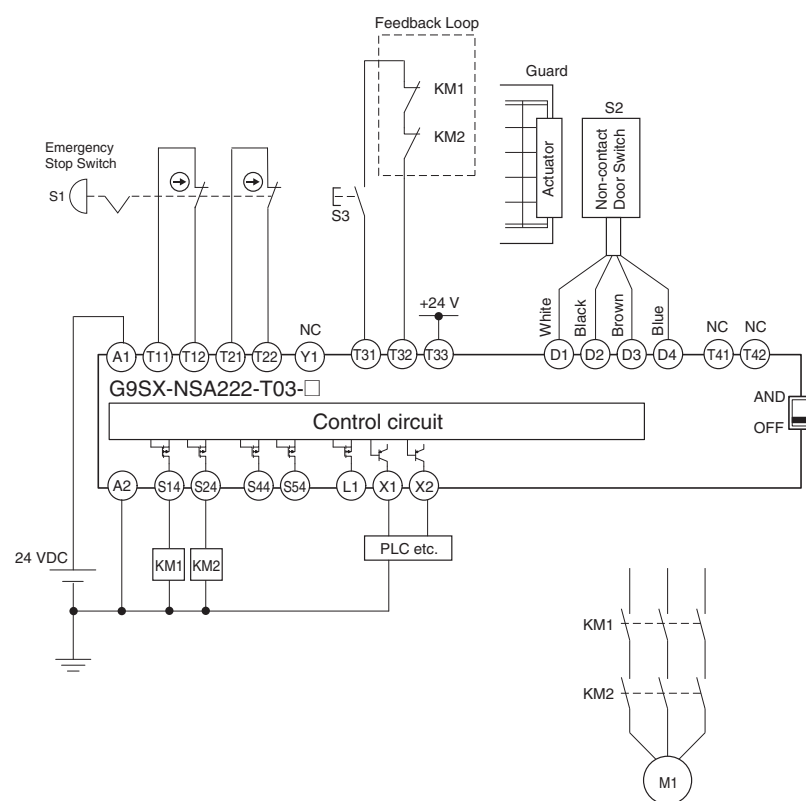 Feedback Loop
KM1
KM2
Guard
Actuator
S2
Non-contact
Door Switch
Emergency
Stop Switch
S1
S3
+24 V
White
Black
Brown
Blue
NC
NC
NC
A1
T11
T12
T21
T22
Y1
T31
T32
T33
D1
D2
D3
D4
T41
T42
G9SX-NSA222-T03-□
Control circuit
AND
OFF
A2
S14
S24
S44
S54
L1
X1
X2
24 VDC
KM1
KM2
PLC etc.
KM1
KM2
M1